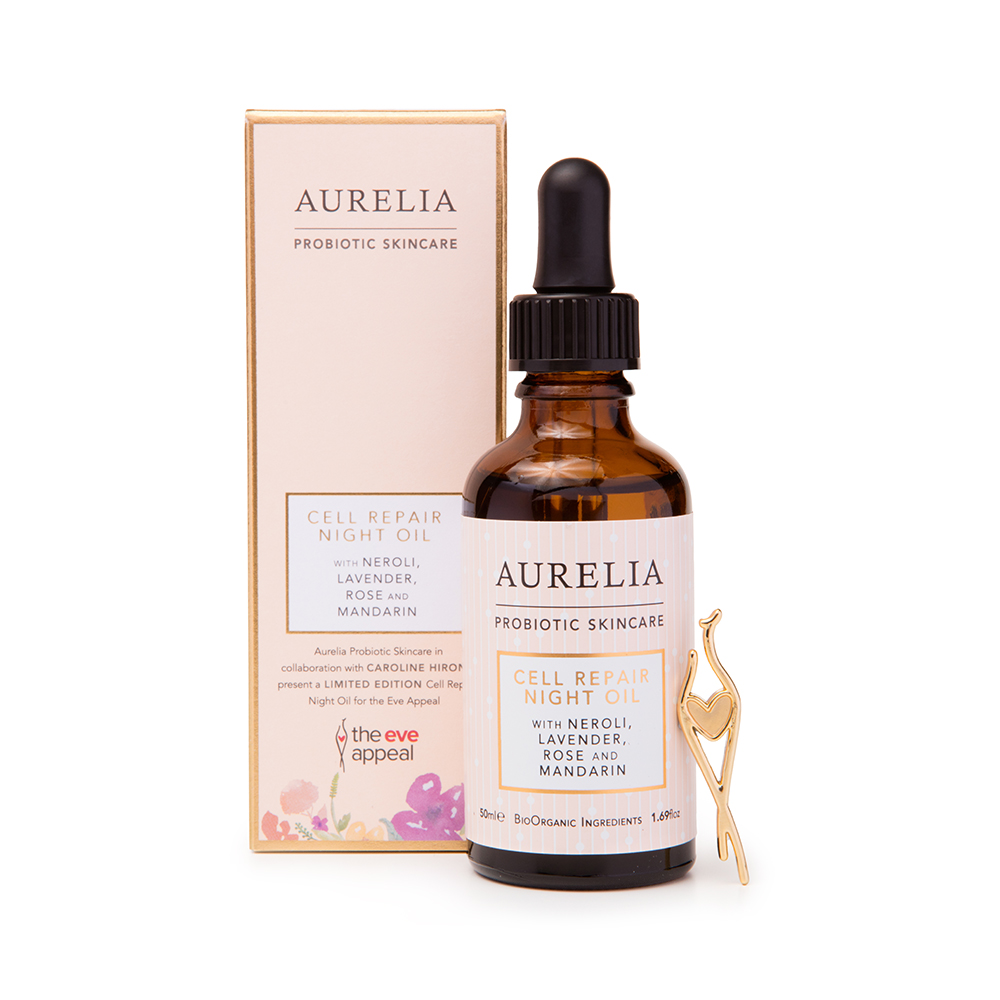 AURELIA
PROBIOTIC SKINCARE
CELL REPAIR
NIGHT OIL
WITH NEROLI,
LAVENDER,
ROSE AND
MANDARIN
Aurelia Probiotic Skincare in
collaboration with CAROLINE HIRON
present a LIMITED EDITION Cell Rep
Night Oil for the Eve Appeal
the eve
appeal
AURELIA
PROBIOTIC SKINCARE
CELL REPAIR
NIGHT OIL
WITH NEROLI,
LAVENDER,
ROSE AND
MANDARIN
50ml℮ BIOORGANIC INGREDIENTS 1.69floz